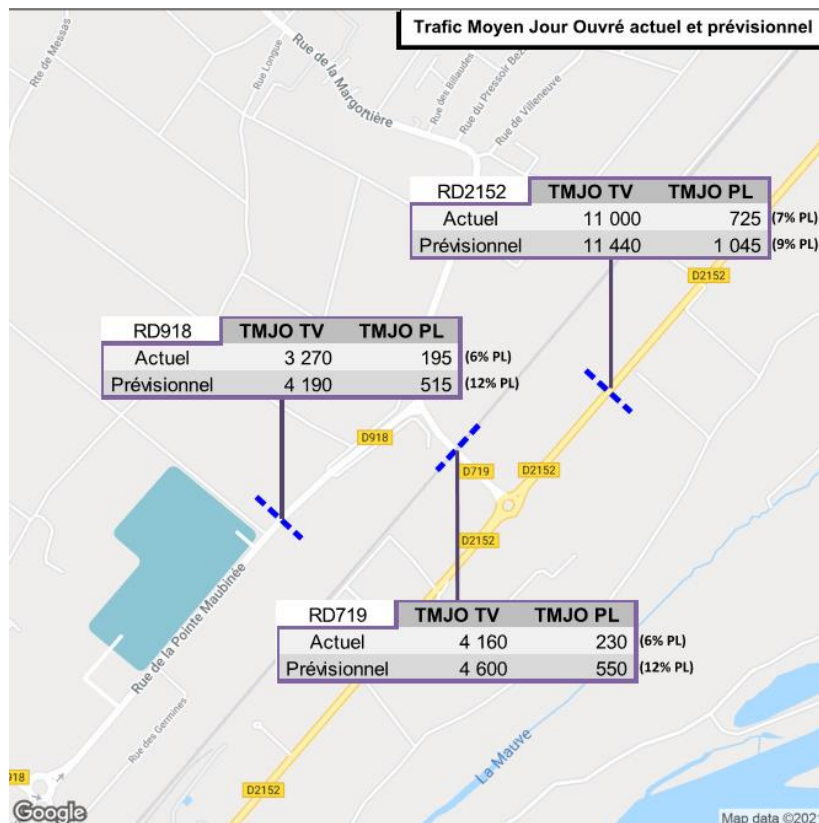 Trafic Moyen Jour Ouvré actuel et prévisionnel
Rte de Messas
Rue Longue
Rue de la Margottière
Rue des Billaudes
Rue du Pressoir Bez
Rue de Villeneuve
RD2152 TMJO TV TMJO PL
Actuel 11 000 725 (7% PL)
Prévisionnel 11 440 1 045 (9% PL)
D2152
RD918 TMJO TV TMJO PL
Actuel 3 270 195 (6% PL)
Prévisionnel 4 190 515 (12% PL)
D918
D719
D2152
D2152
Rue de la Pointe Maubinée
RD719 TMJO TV TMJO PL
Actuel 4 160 230 (6% PL)
Prévisionnel 4 600 550 (12% PL)
Rue des Germines
La Mauve
918
D2152
Google
Map data ©2021